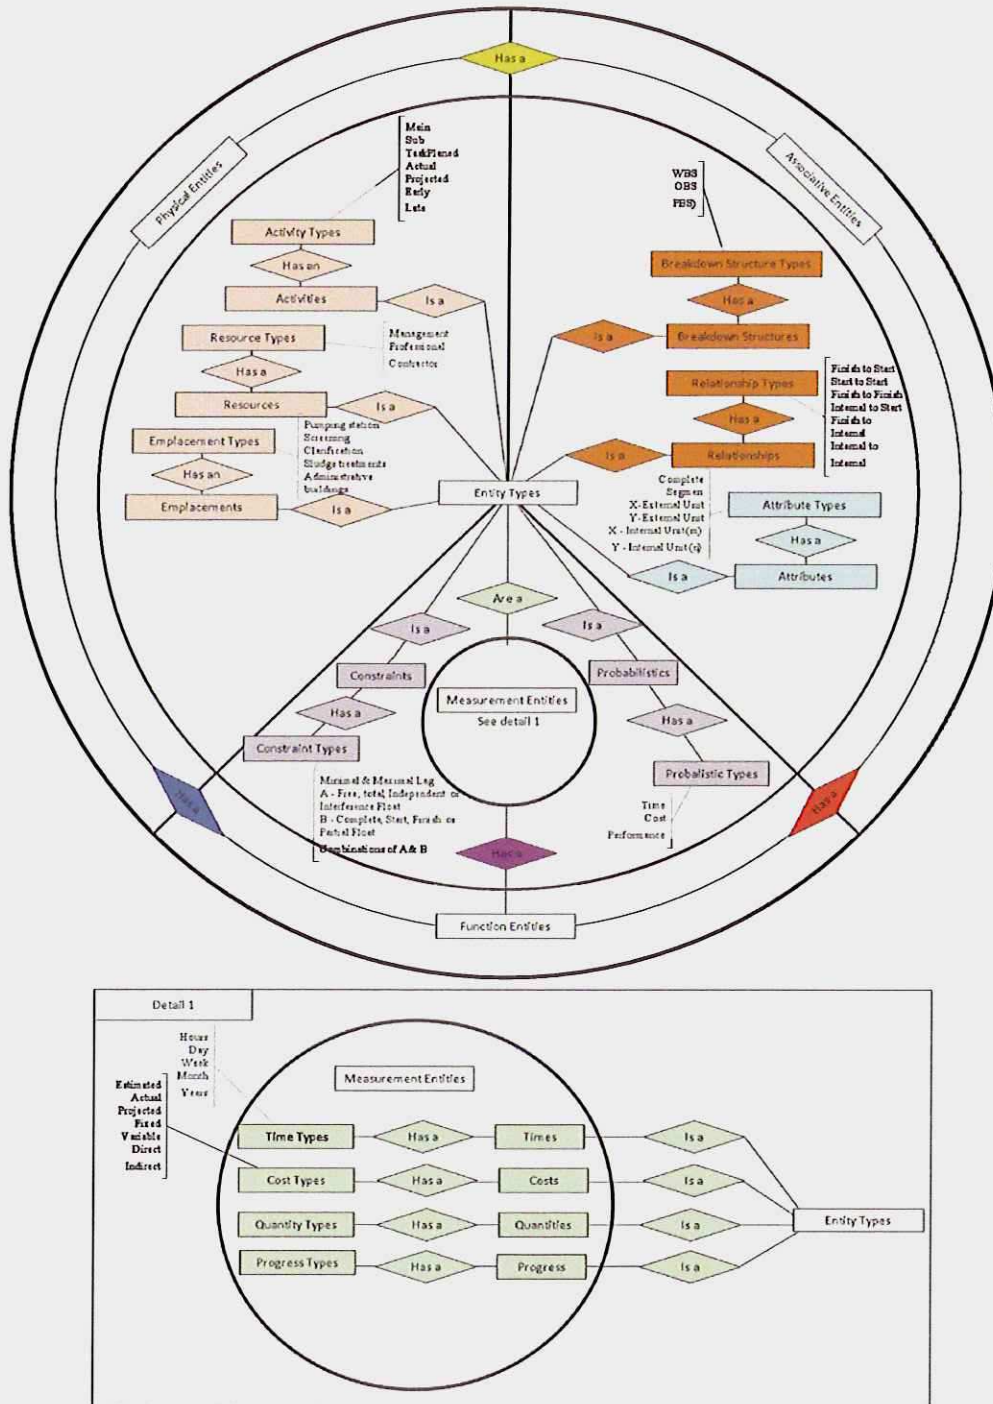 Has a
Physical Entities
Associative Entities
Main
Sub
TaskPlaned
Actual
Projected
Early
Late
Activity Types
Has an
Activities
Is a
Resource Types
Management
Professional
Contractor
Has a
Resources
Is a
Emplacement Types
Pumping station
Screening
Clarification
Sludge treatments
Administrative
buildings
Has an
Emplacements
Is a
WBS
OBS
PBS)
Breakdown Structure Types
Has a
Is a
Breakdown Structures
Relationship Types
Finish to Start
Start to Start
Finish to Finish
Internal to Start
Finish to
Internal
Internal to
Internal
Has a
Is a
Relationships
Entity Types
Complete
Segmen
X-External Unit
Y-External Unit
X - Internal Unit(m)
Y - Internal Unit(n)
Attribute Types
Has a
Is a
Attributes
Are a
Is a
Is a
Constraints
Probabilistics
Measurement Entities
See detail 1
Has a
Has a
Constraint Types
Probalistic Types
Minimal & Maximal Lag
A - Free, total, Independent or
Interference Float
B - Complete, Start, Finish or
Partial Float
Combinations of A & B
Time
Cost
Performance
Has a
Has a
Has a
Function Entities
Detail 1
Hours
Day
Week
Month
Years
Measurement Entities
Estimated
Actual
Projected
Fixed
Variable
Direct
Indirect
Time Types
Has a
Times
Is a
Cost Types
Has a
Costs
Is a
Quantity Types
Has a
Quantities
Is a
Entity Types
Progress Types
Has a
Progress
Is a